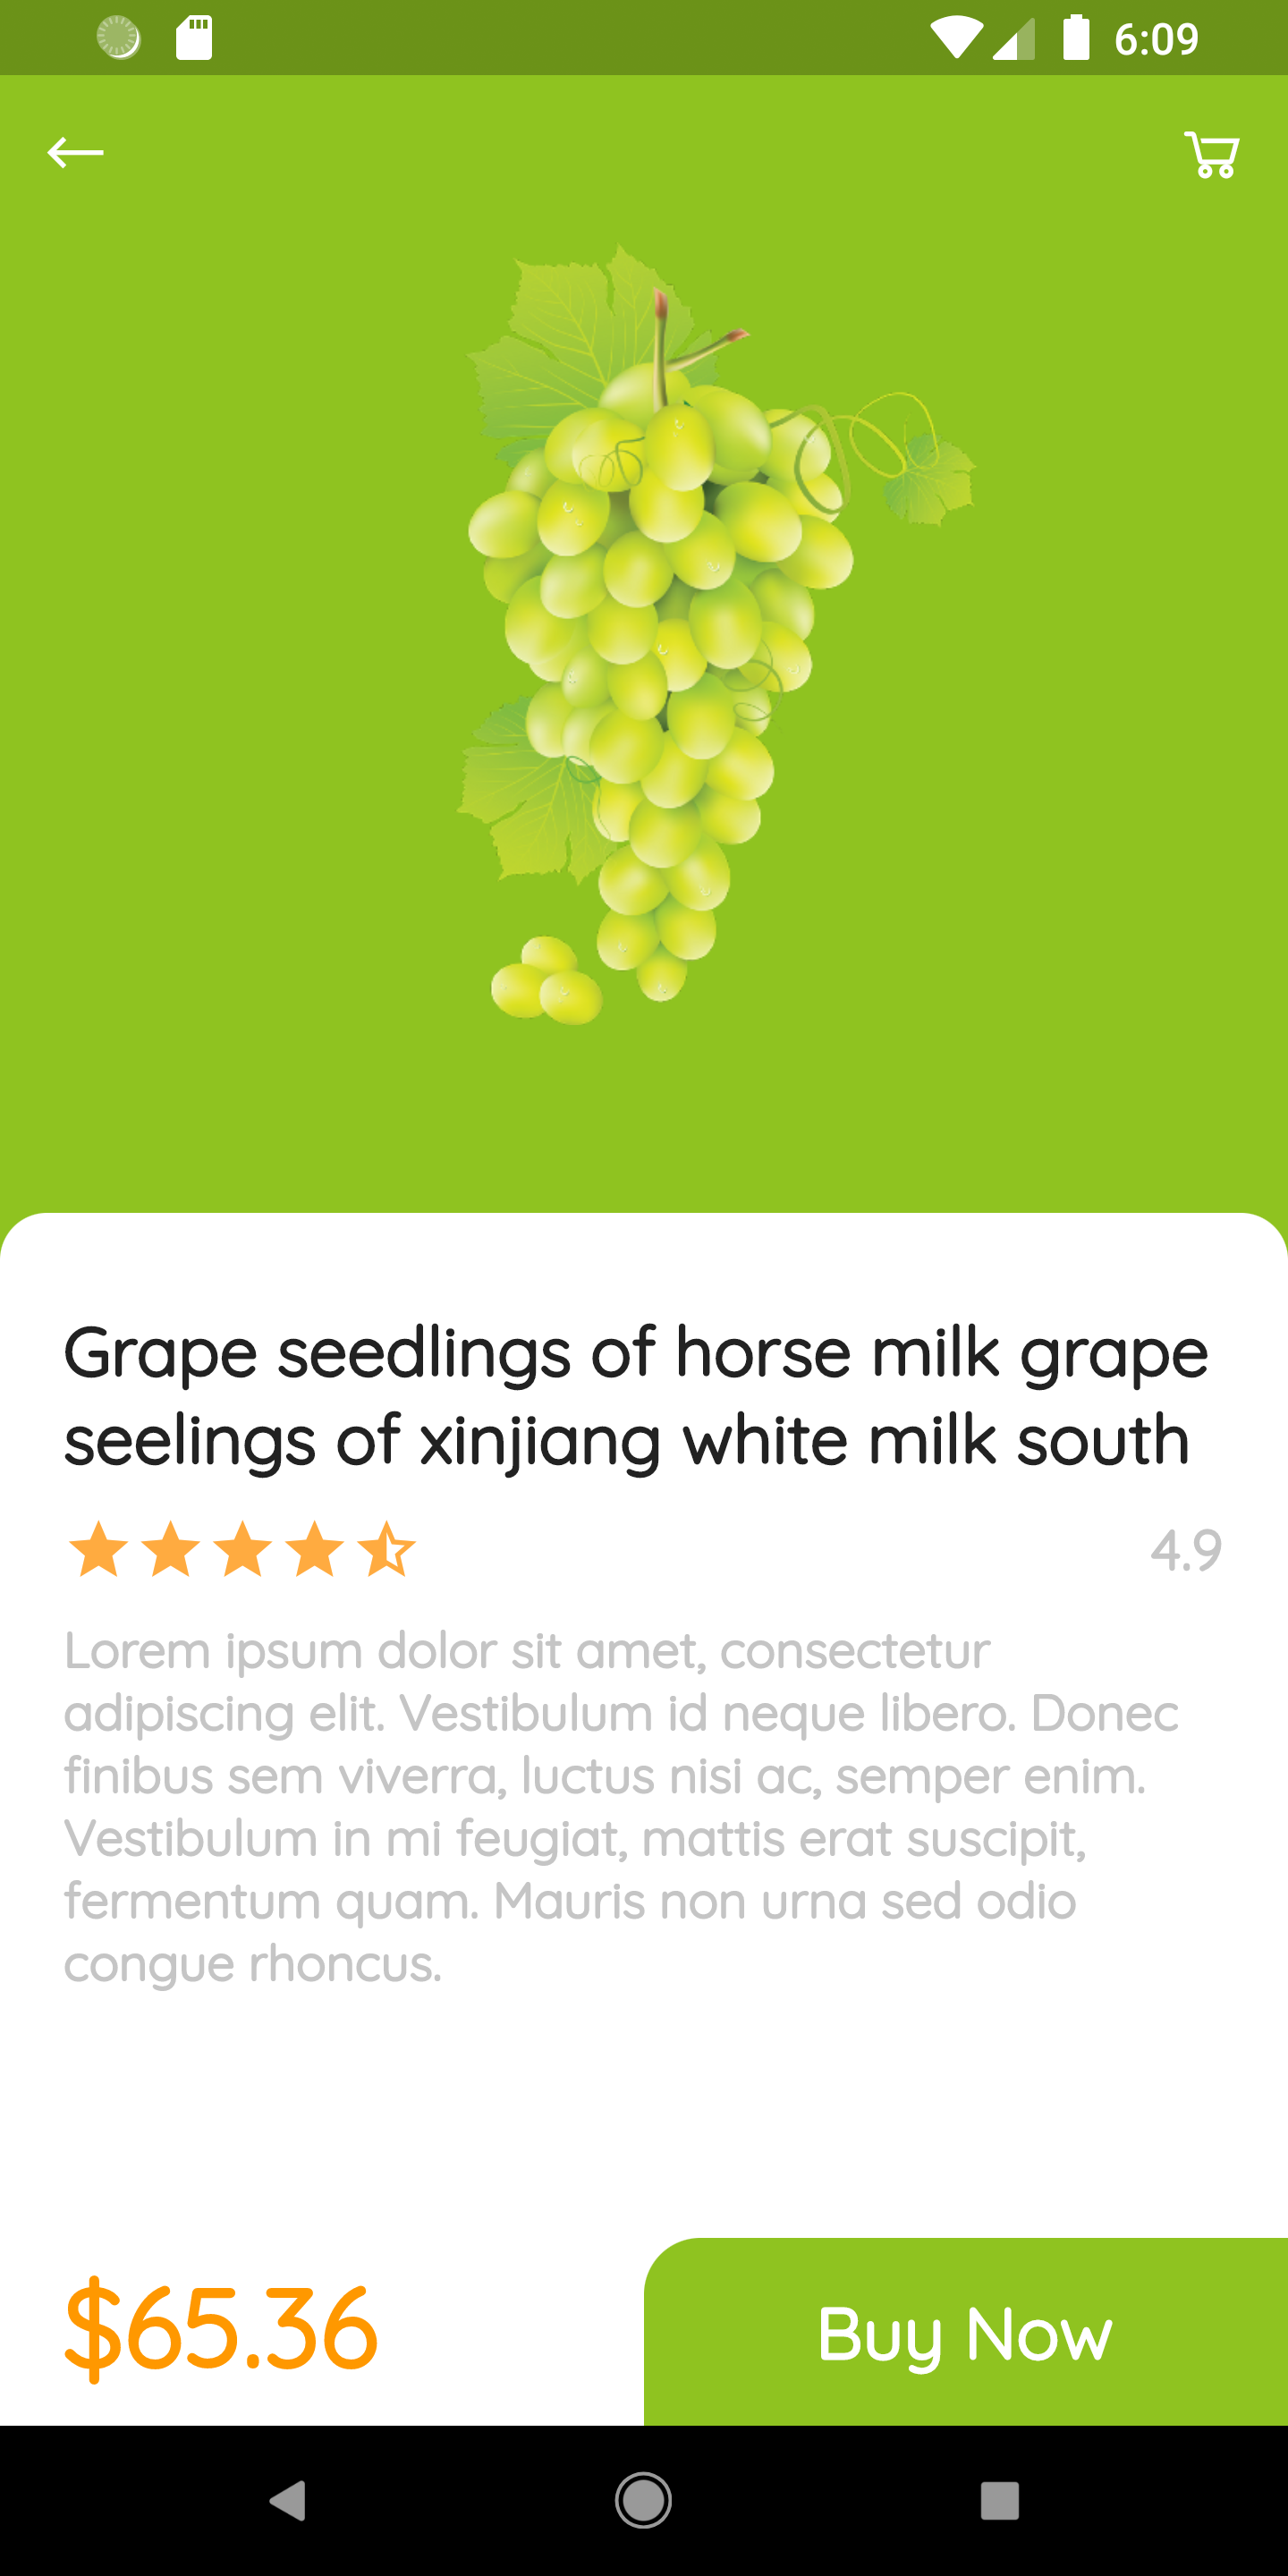 6:09
Grape seedlings of horse milk grape
seelings of xinjiang white milk south
4.9
Lorem ipsum dolor sit amet, consectetur
adipiscing elit. Vestibulum id neque libero. Donec
finibus sem viverra, luctus nisi ac, semper enim.
Vestibulum in mi feugiat, mattis erat suscipit,
fermentum quam. Mauris non urna sed odio
congue rhoncus.
$65.36
Buy Now